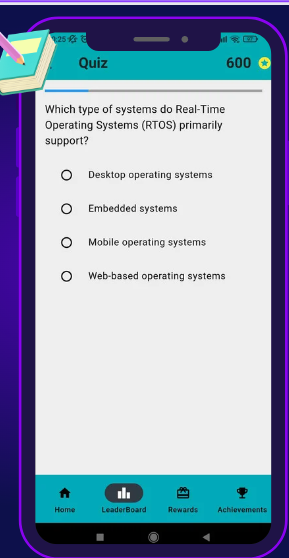 Quiz
600
Which type of systems do Real-Time
Operating Systems (RTOS) primarily
support?
Desktop operating systems
Embedded systems
Mobile operating systems
Web-based operating systems
Home
LeaderBoard
Rewards
Achievements